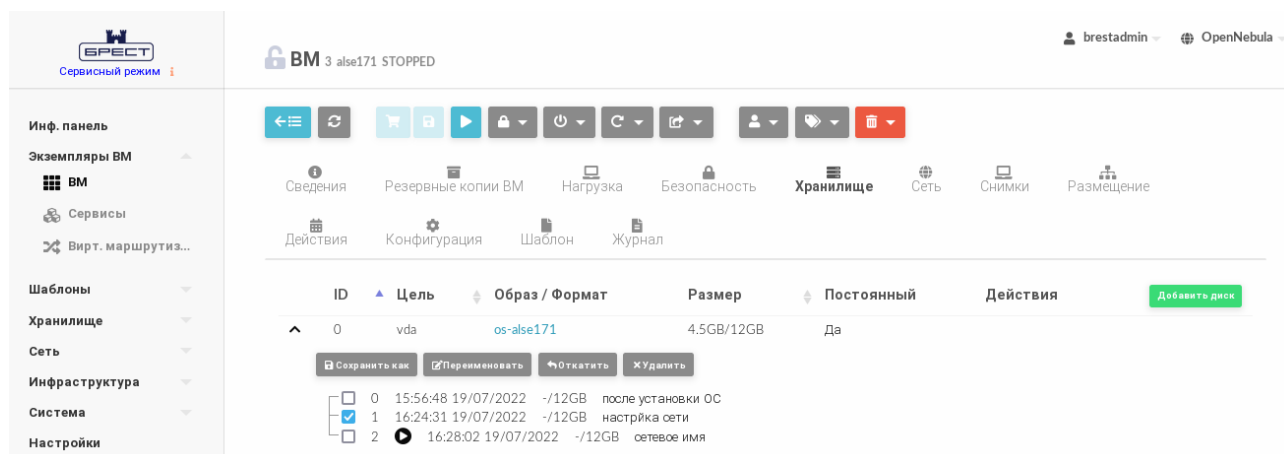 БРЕСТ
Сервисный режим i
ВМ 3 alse171 STOPPED
brestadmin OpenNebula
Инф. панель
Экземпляры ВМ
ВМ
Сервисы
Вирт. маршрутиз...
Шаблоны
Хранилище
Сеть
Инфраструктура
Система
Настройки
Сведения Резервные копии ВМ Нагрузка Безопасность Хранилище Сеть Снимки Размещение
Действия Конфигурация Шаблон Журнал
ID Цель Образ / Формат Размер Постоянный Действия Добавить диск
0 vda os-alse171 4.5GB/12GB Да
Сохранить как Переименовать Откатить Удалить
0 15:56:48 19/07/2022 -/12GB после установки ОС
1 16:24:31 19/07/2022 -/12GB настрйка сети
2 16:28:02 19/07/2022 -/12GB сетевое имя